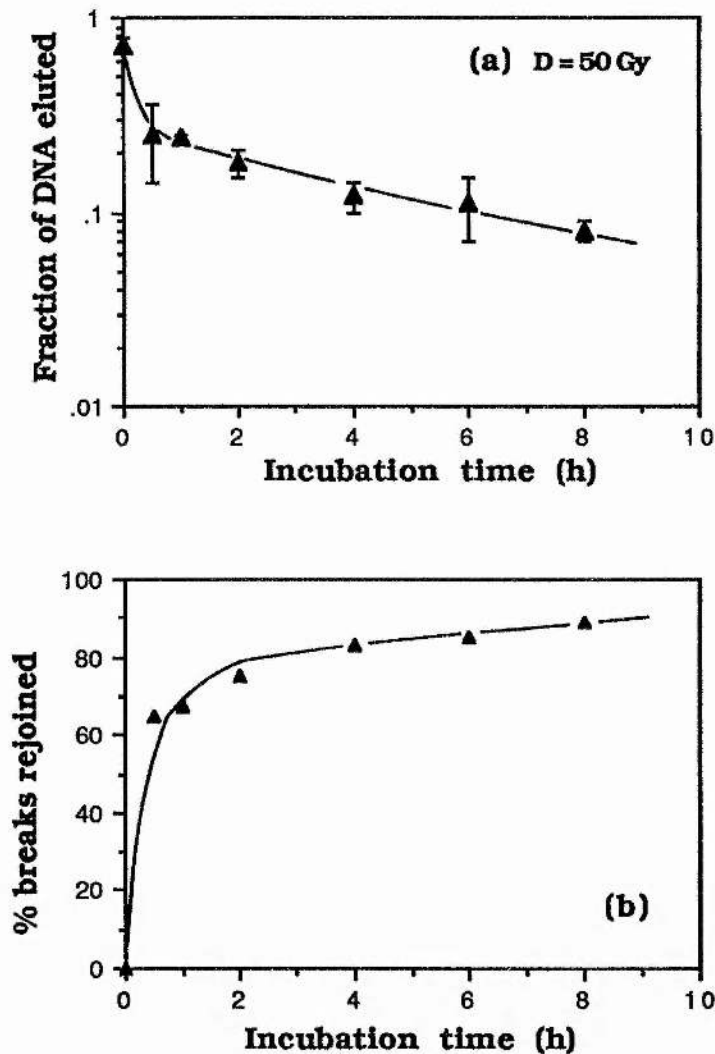 1
(a) D = 50 Gy
Fraction of DNA eluted
.1
.01
0 2 4 6 8 10
Incubation time (h)
100
80
% breaks rejoined
60
40
20
(b)
0
0 2 4 6 8 10
Incubation time (h)